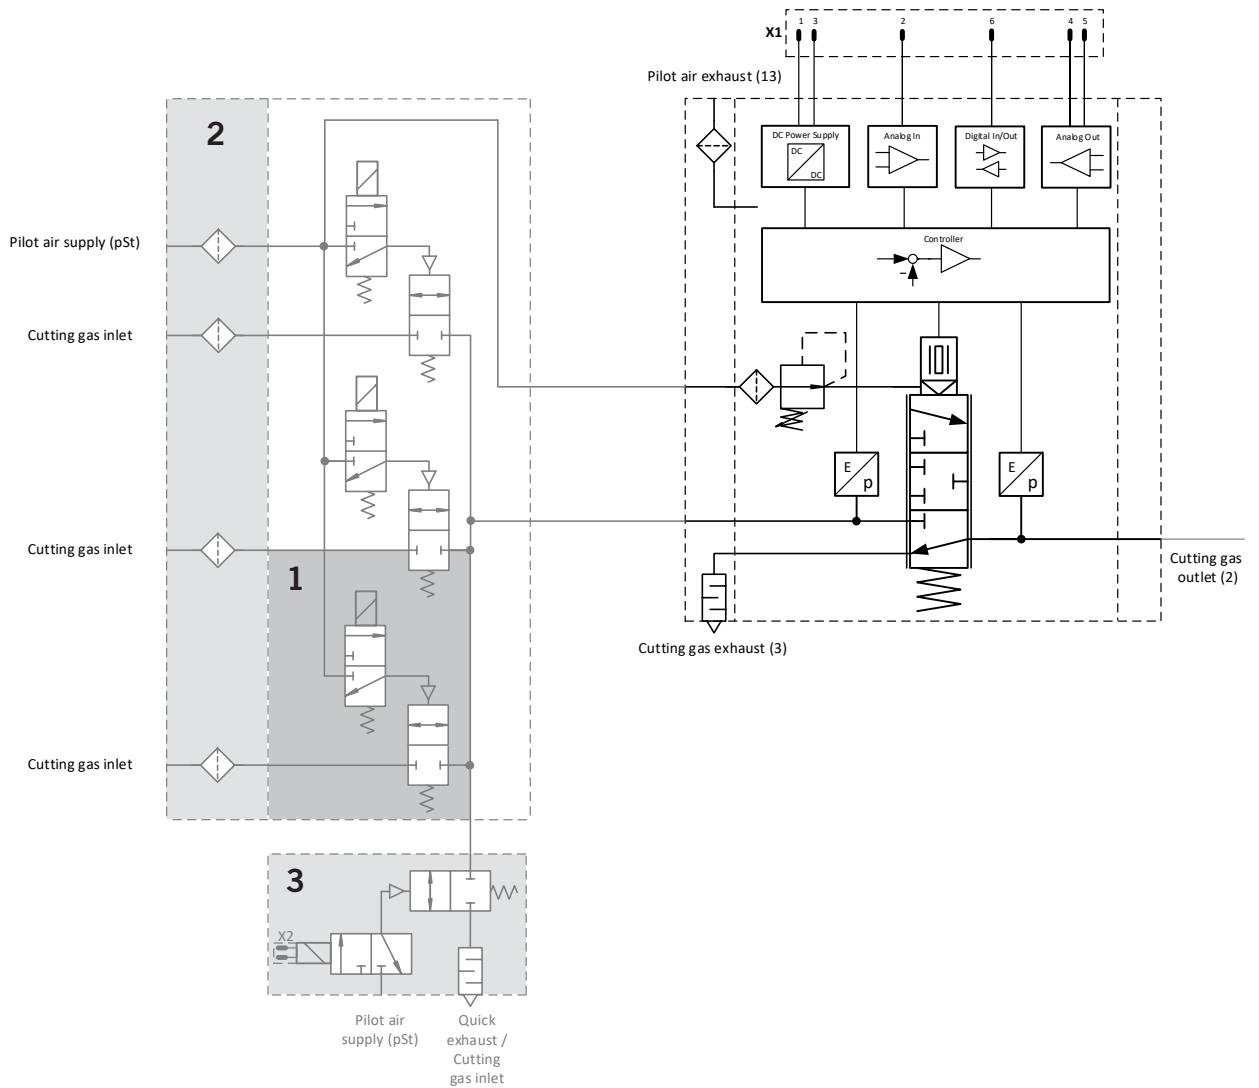 1 3 2 6 4 5
X1
Pilot air exhaust (13)
2
DC Power Supply
DC
DC
Analog In
Digital In/Out
Analog Out
Pilot air supply (pSt)
Controller
Cutting gas inlet
E
p
E
p
Cutting gas inlet
Cutting gas
outlet (2)
1
Cutting gas exhaust (3)
Cutting gas inlet
3
X2
Pilot air
supply (pSt)
Quick
exhaust /
Cutting
gas inlet